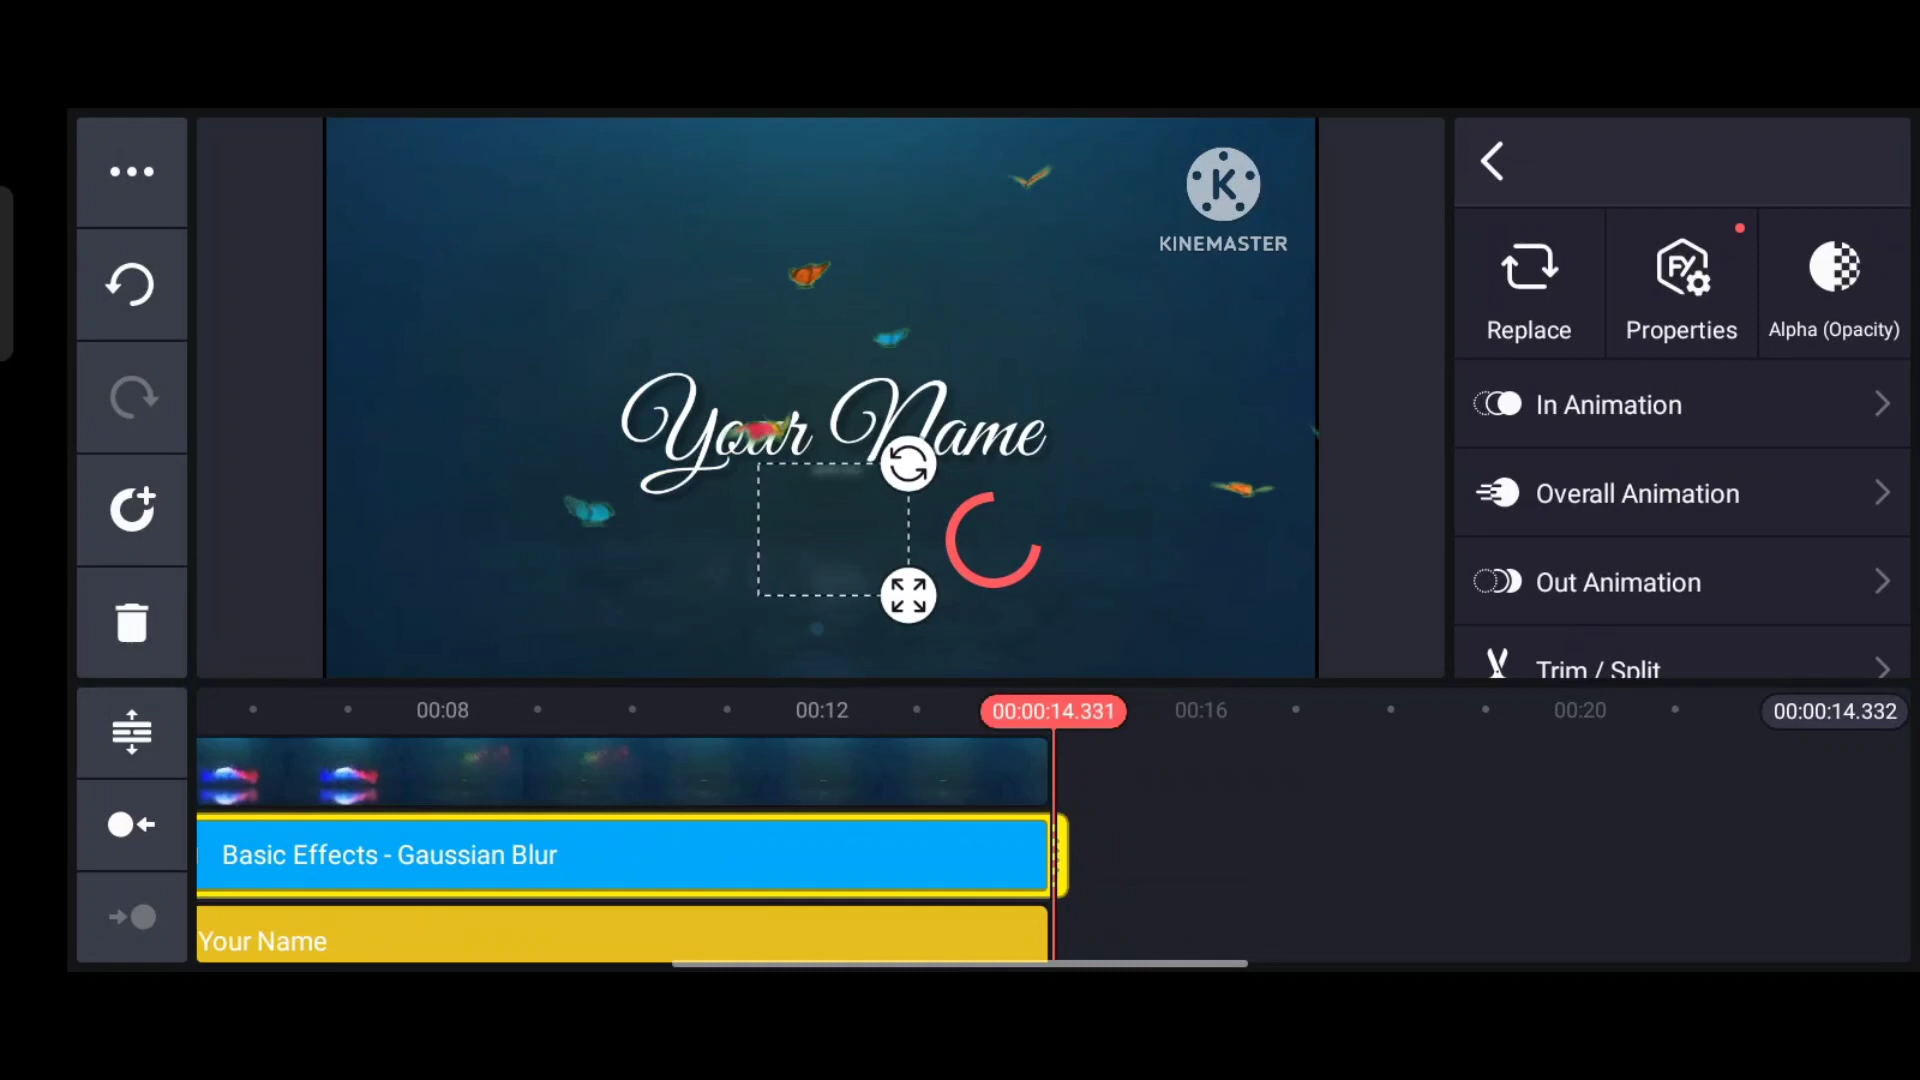 K
KINEMASTER
Your Name
FX
Replace
Properties
Alpha (Opacity)
In Animation
Overall Animation
Out Animation
Trim / Split
00:08
00:12
00:00:14.331
00:16
00:20
00:00:14.332
Basic Effects - Gaussian Blur
Your Name